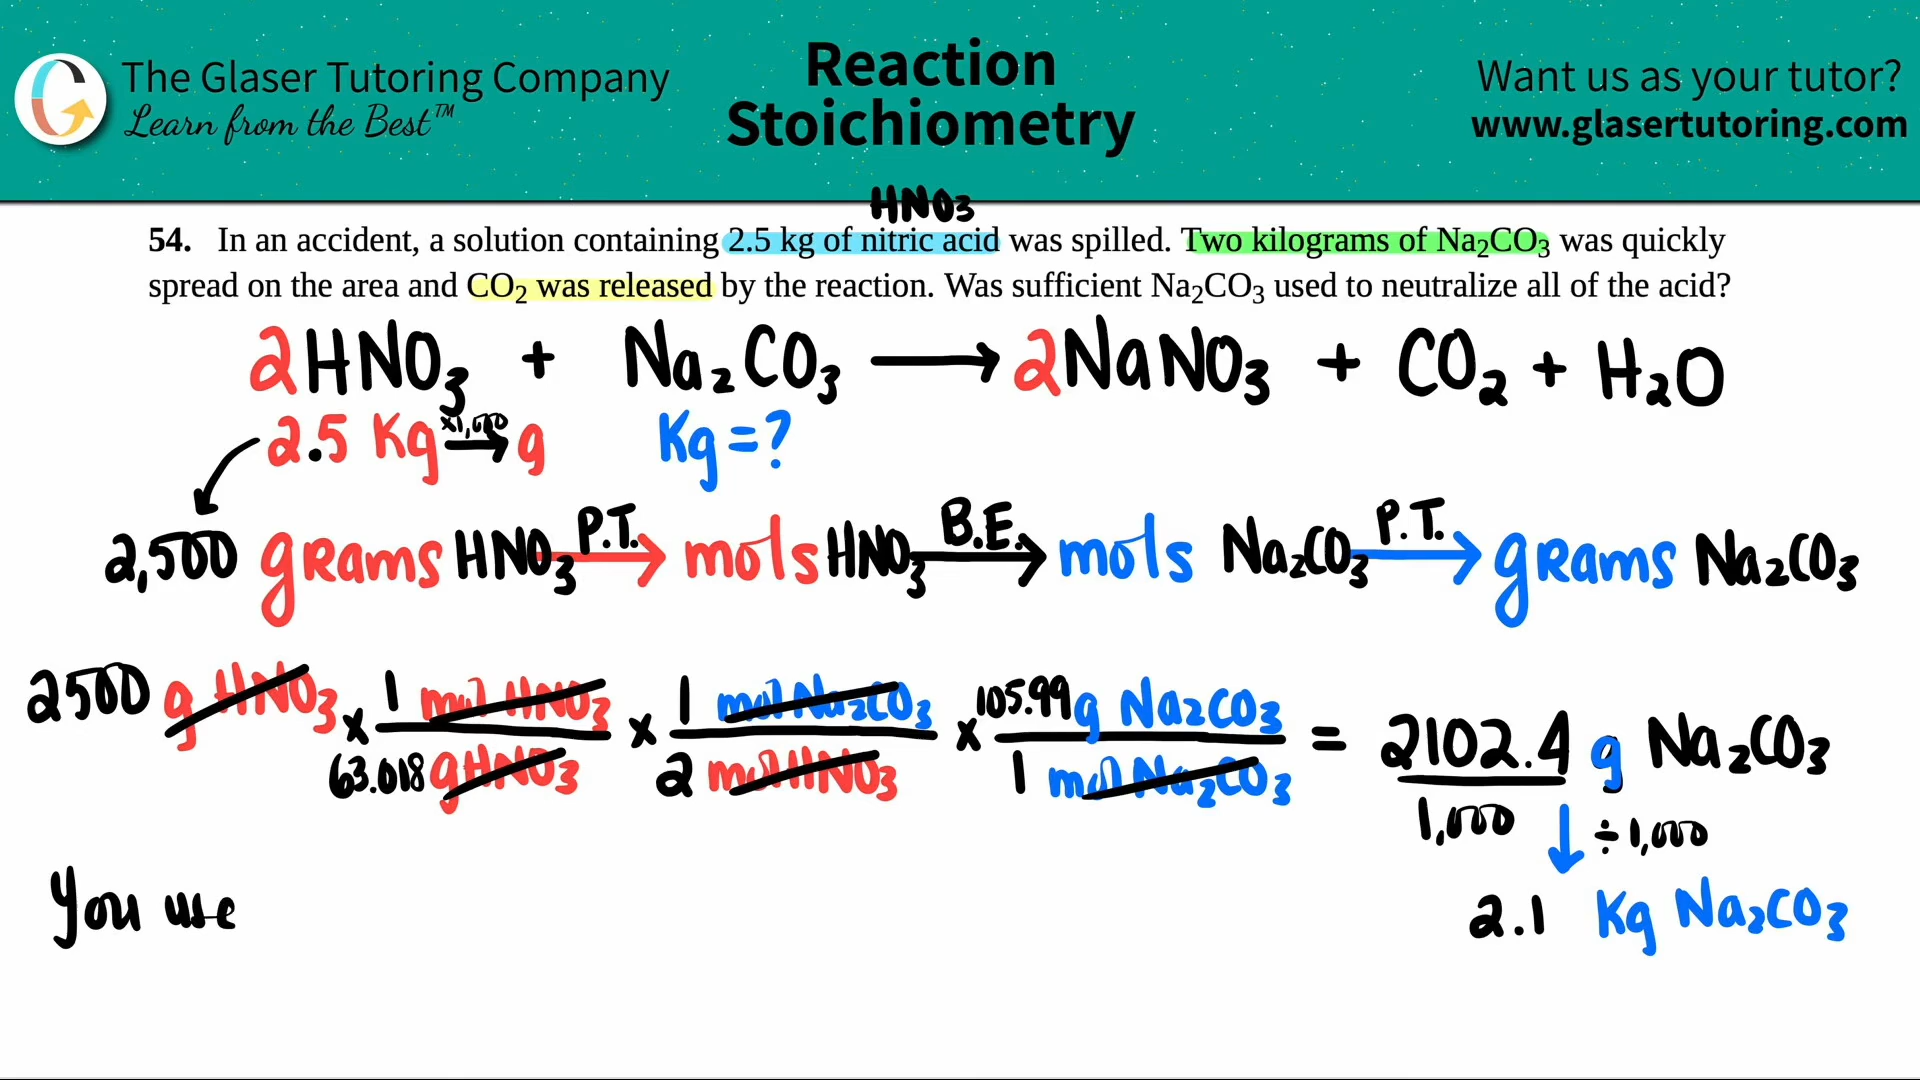 The Glaser Tutoring Company
Learn from the Best™
Reaction
Stoichiometry
Want us as your tutor?
www.glasertutoring.com
HNO3
54. In an accident, a solution containing 2.5 kg of nitric acid was spilled. Two kilograms of Na₂CO₃ was quickly
spread on the area and CO₂ was released by the reaction. Was sufficient Na₂CO₃ used to neutralize all of the acid?
2HNO₃ + Na₂CO₃ → 2NaNO₃ + CO₂ + H₂O
2.5 Kg x1,000 → g Kg = ?
2,500 grams HNO₃ P.T. → mols HNO₃ B.E. → mols Na₂CO₃ P.T. → grams Na₂CO₃
2500 g HNO₃ x 1 mol HNO₃ / 63.018 g HNO₃ x 1 mol Na₂CO₃ / 2 mol HNO₃ x 105.99 g Na₂CO₃ / 1 mol Na₂CO₃ = 2102.4 g Na₂CO₃
1,000 ↓ ÷1,000
You use
2.1 Kg Na₂CO₃